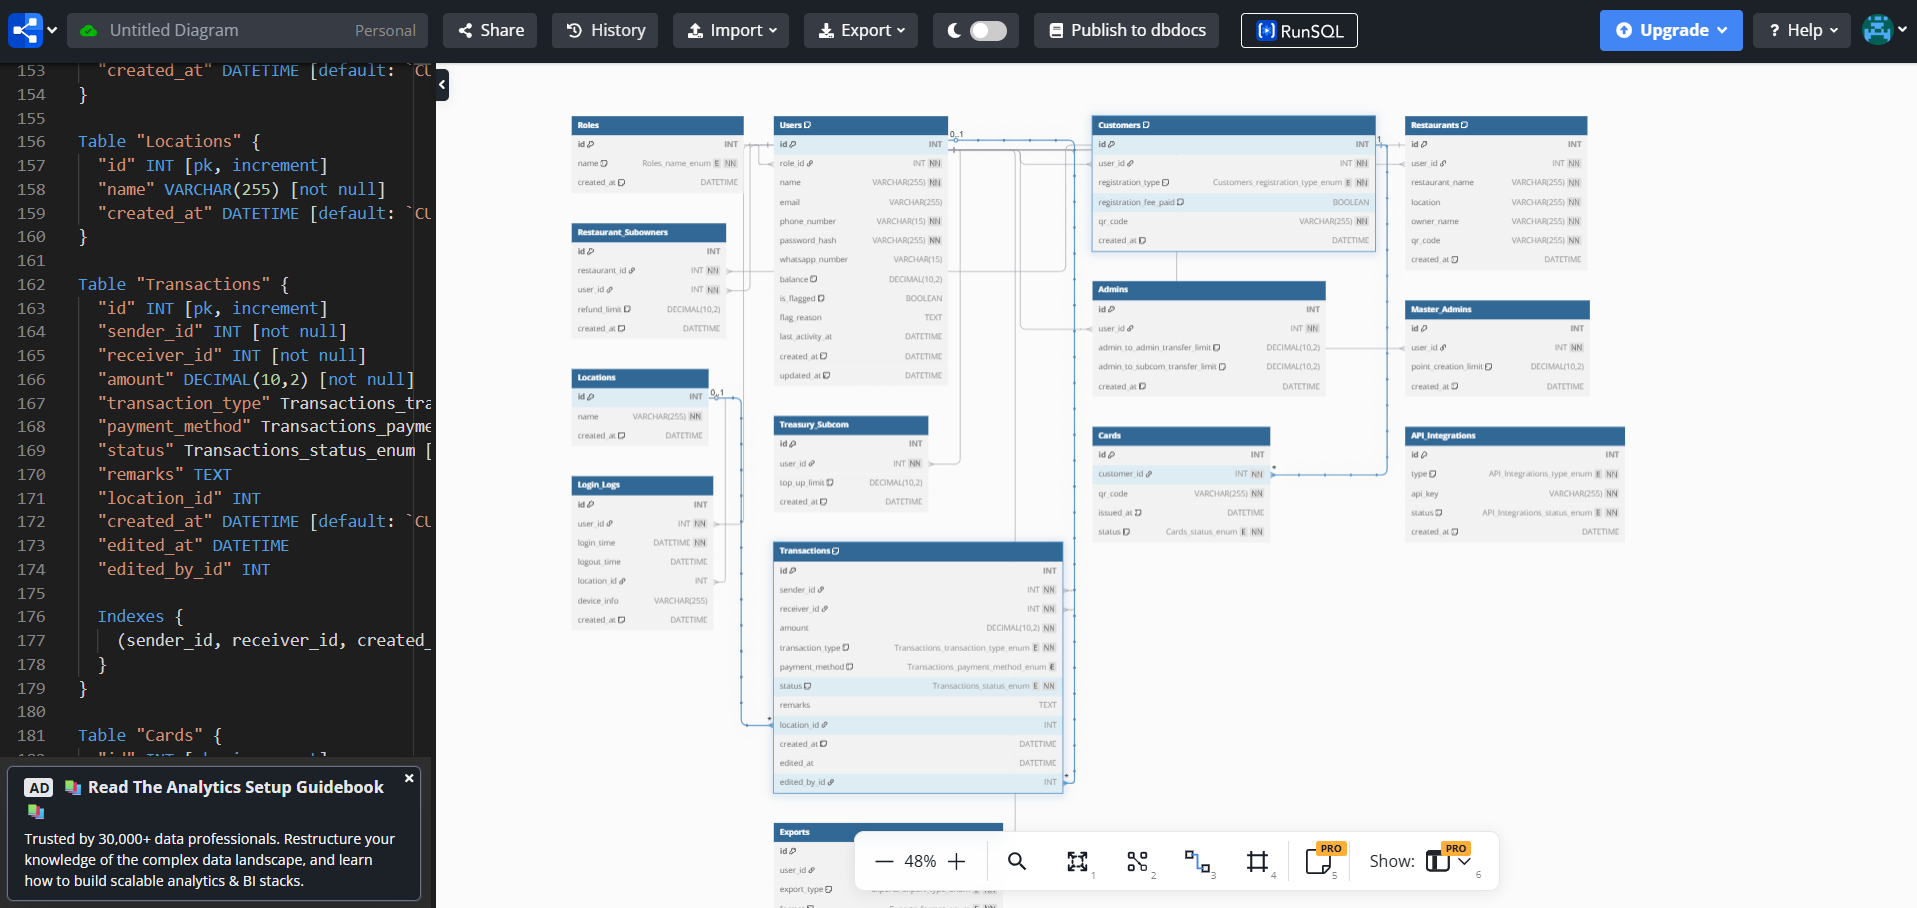 Untitled Diagram
Personal
Share
History
Import
Export
Publish to dbdocs
RunSQL
Upgrade
? Help
153 "created_at" DATETIME [default: `CU
154 }
155
156 Table "Locations" {
157 "id" INT [pk, increment]
158 "name" VARCHAR(255) [not null]
159 "created_at" DATETIME [default: `CU
160 }
161
162 Table "Transactions" {
163 "id" INT [pk, increment]
164 "sender_id" INT [not null]
165 "receiver_id" INT [not null]
166 "amount" DECIMAL(10,2) [not null]
167 "transaction_type" Transactions_tra
168 "payment_method" Transactions_payme
169 "status" Transactions_status_enum [
170 "remarks" TEXT
171 "location_id" INT
172 "created_at" DATETIME [default: `CU
173 "edited_at" DATETIME
174 "edited_by_id" INT
175
176 Indexes {
177 (sender_id, receiver_id, created_
178 }
179 }
180
181 Table "Cards" {
AD Read The Analytics Setup Guidebook
Trusted by 30,000+ data professionals. Restructure your
knowledge of the complex data landscape, and learn
how to build scalable analytics & BI stacks.
Roles
id INT
name Roles_name_enum E NN
created_at DATETIME
Restaurant_Subowners
id INT
restaurant_id INT NN
user_id INT NN
refund_limit DECIMAL(10,2)
created_at DATETIME
Locations
id INT
0..1
name VARCHAR(255) NN
created_at DATETIME
Login_Logs
id INT
user_id INT NN
login_time DATETIME NN
logout_time DATETIME
location_id INT
device_info VARCHAR(255)
created_at DATETIME
Users
id INT
0..1
role_id INT NN
name VARCHAR(255) NN
email VARCHAR(255)
phone_number VARCHAR(15) NN
password_hash VARCHAR(255) NN
whatsapp_number VARCHAR(15)
balance DECIMAL(10,2)
is_flagged BOOLEAN
flag_reason TEXT
last_activity_at DATETIME
created_at DATETIME
updated_at DATETIME
Treasury_Subcom
id INT
user_id INT NN
top_up_limit DECIMAL(10,2)
created_at DATETIME
Transactions
id INT
sender_id INT NN
receiver_id INT NN
amount DECIMAL(10,2) NN
transaction_type Transactions_transaction_type_enum E NN
payment_method Transactions_payment_method_enum E
status Transactions_status_enum E NN
remarks TEXT
* location_id INT
created_at DATETIME
edited_at DATETIME
edited_by_id INT *
Exports
id
user_id
export_type
Customers
id INT
1
user_id INT NN
registration_type Customers_registration_type_enum E NN
registration_fee_paid BOOLEAN
qr_code VARCHAR(255) NN
created_at DATETIME
Admins
id INT
user_id INT NN
admin_to_admin_transfer_limit DECIMAL(10,2)
admin_to_subcom_transfer_limit DECIMAL(10,2)
created_at DATETIME
Cards
id INT
customer_id INT NN *
qr_code VARCHAR(255) NN
issued_at DATETIME
status Cards_status_enum E NN
Restaurants
id INT
user_id INT NN
restaurant_name VARCHAR(255) NN
location VARCHAR(255) NN
owner_name VARCHAR(255) NN
qr_code VARCHAR(255) NN
created_at DATETIME
Master_Admins
id INT
user_id INT NN
point_creation_limit DECIMAL(10,2)
created_at DATETIME
API_Integrations
id INT
type API_Integrations_type_enum E NN
api_key VARCHAR(255) NN
status API_Integrations_status_enum E NN
created_at DATETIME
48%
1
2
3
4
PRO
5
Show:
PRO
6